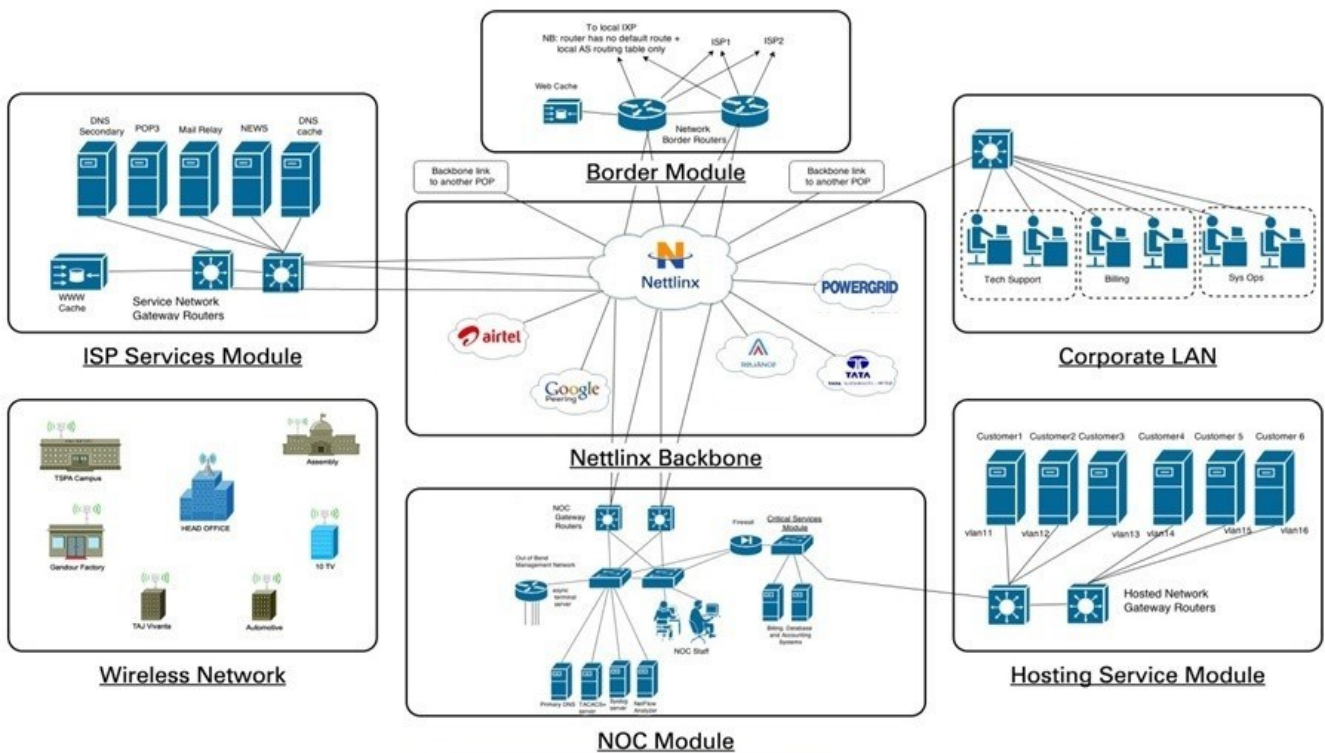 To local IXP
NB: router has no default route +
local AS routing table only
ISP1
ISP2
Web Cache
Network
Border Routers
Border Module
DNS
Secondary
POP3
Mail Relay
NEWS
DNS
cache
WWW
Cache
Service Network
Gateway Routers
ISP Services Module
Backbone link
to another POP
Backbone link
to another POP
Nettlinx
airtel
Google
Peering
RELIANCE
TATA
POWERGRID
Nettlinx Backbone
Tech Support
Billing
Sys Ops
Corporate LAN
TSPA Campus
HEAD OFFICE
Assembly
Gendour Factory
10 TV
TAJ Vivanta
Automotive
Wireless Network
NOC
Gateway
Routers
Firewall
Critical Services
Module
Out of Band
Management Network
async
terminal
server
Billing, Database
and Accounting
Systems
NOC Staff
Primary DNS
TACACS+
server
Syslog
server
NetFlow
Analyzer
NOC Module
Customer1
Customer2
Customer3
Customer4
Customer 5
Customer 6
vlan11
vlan12
vlan13
vlan14
vlan15
vlan16
Hosted Network
Gateway Routers
Hosting Service Module